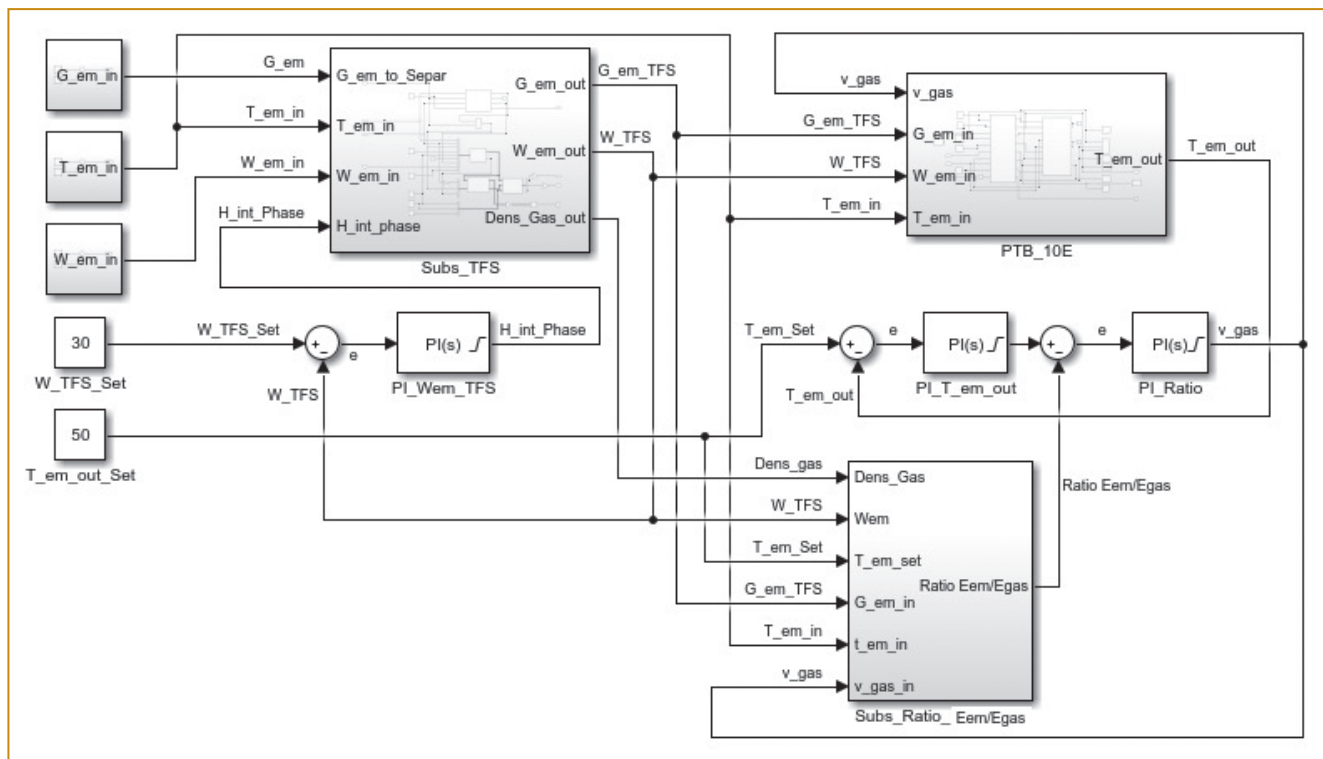 G_em_in
T_em_in
W_em_in
G_em
T_em_in
W_em_in
H_int_Phase
G_em_to_Separ
T_em_in
W_em_in
H_int_phase
G_em_out
W_em_out
Dens_Gas_out
Subs_TFS
G_em_TFS
W_TFS
v_gas
G_em_TFS
W_TFS
T_em_in
v_gas
G_em_in
W_em_in
T_em_in
T_em_out
PTB_10E
T_em_out
30
W_TFS_Set
W_TFS_Set
+
-
e
W_TFS
PI(s)
PI_Wem_TFS
H_int_Phase
50
T_em_out_Set
T_em_Set
+
-
e
T_em_out
PI(s)
PI_T_em_out
+
-
e
PI(s)
PI_Ratio
v_gas
Ratio Eem/Egas
Dens_gas
W_TFS
T_em_Set
G_em_TFS
T_em_in
v_gas
Dens_Gas
Wem
T_em_set
G_em_in
t_em_in
v_gas_in
Ratio Eem/Egas
Subs_Ratio_ Eem/Egas